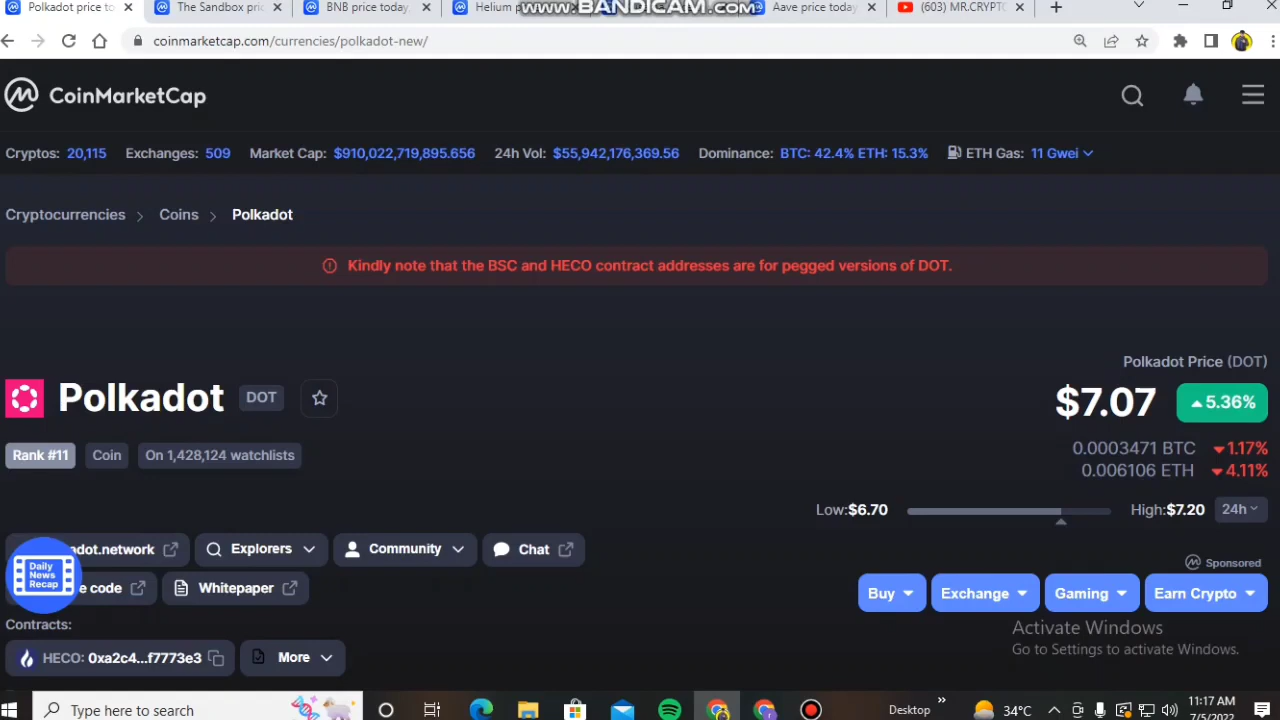 Polkadot price to
The Sandbox pric
BNB price today,
Helium p
www.BANDICAM.com
Aave price today
(603) MR.CRYPTO
coinmarketcap.com/currencies/polkadot-new/
CoinMarketCap
Cryptos: 20,115 Exchanges: 509 Market Cap: $910,022,719,895.656 24h Vol: $55,942,176,369.56 Dominance: BTC: 42.4% ETH: 15.3% ETH Gas: 11 Gwei
Cryptocurrencies > Coins > Polkadot
Kindly note that the BSC and HECO contract addresses are for pegged versions of DOT.
Polkadot Price (DOT)
Polkadot DOT
$7.07 5.36%
Rank #11 Coin On 1,428,124 watchlists
0.0003471 BTC 1.17%
0.006106 ETH 4.11%
Low:$6.70 High:$7.20 24h
adot.network Explorers Community Chat
Daily News Recap
e code Whitepaper
Sponsored
Buy Exchange Gaming Earn Crypto
Contracts:
HECO: 0xa2c4...f7773e3 More
Activate Windows
Go to Settings to activate Windows.
Type here to search
Desktop » 34°C
11:17 AM
7/5/2022